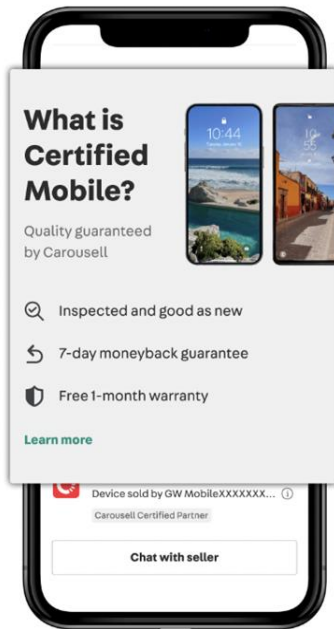 What is
Certified
Mobile?
10:44
Quality guaranteed
by Carousell
Inspected and good as new
7-day moneyback guarantee
Free 1-month warranty
Learn more
Device sold by GW MobileXXXXXXX...
Carousell Certified Partner
Chat with seller